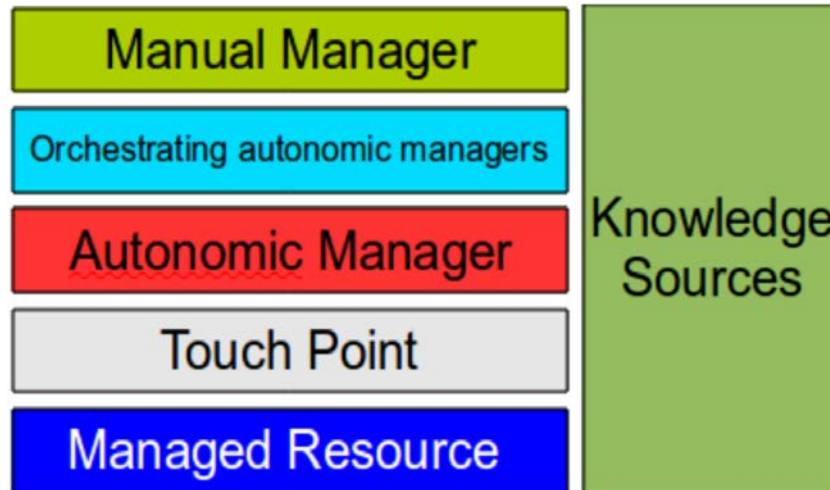 Manual Manager
Orchestrating autonomic managers
Autonomic Manager
Touch Point
Managed Resource
Knowledge
Sources